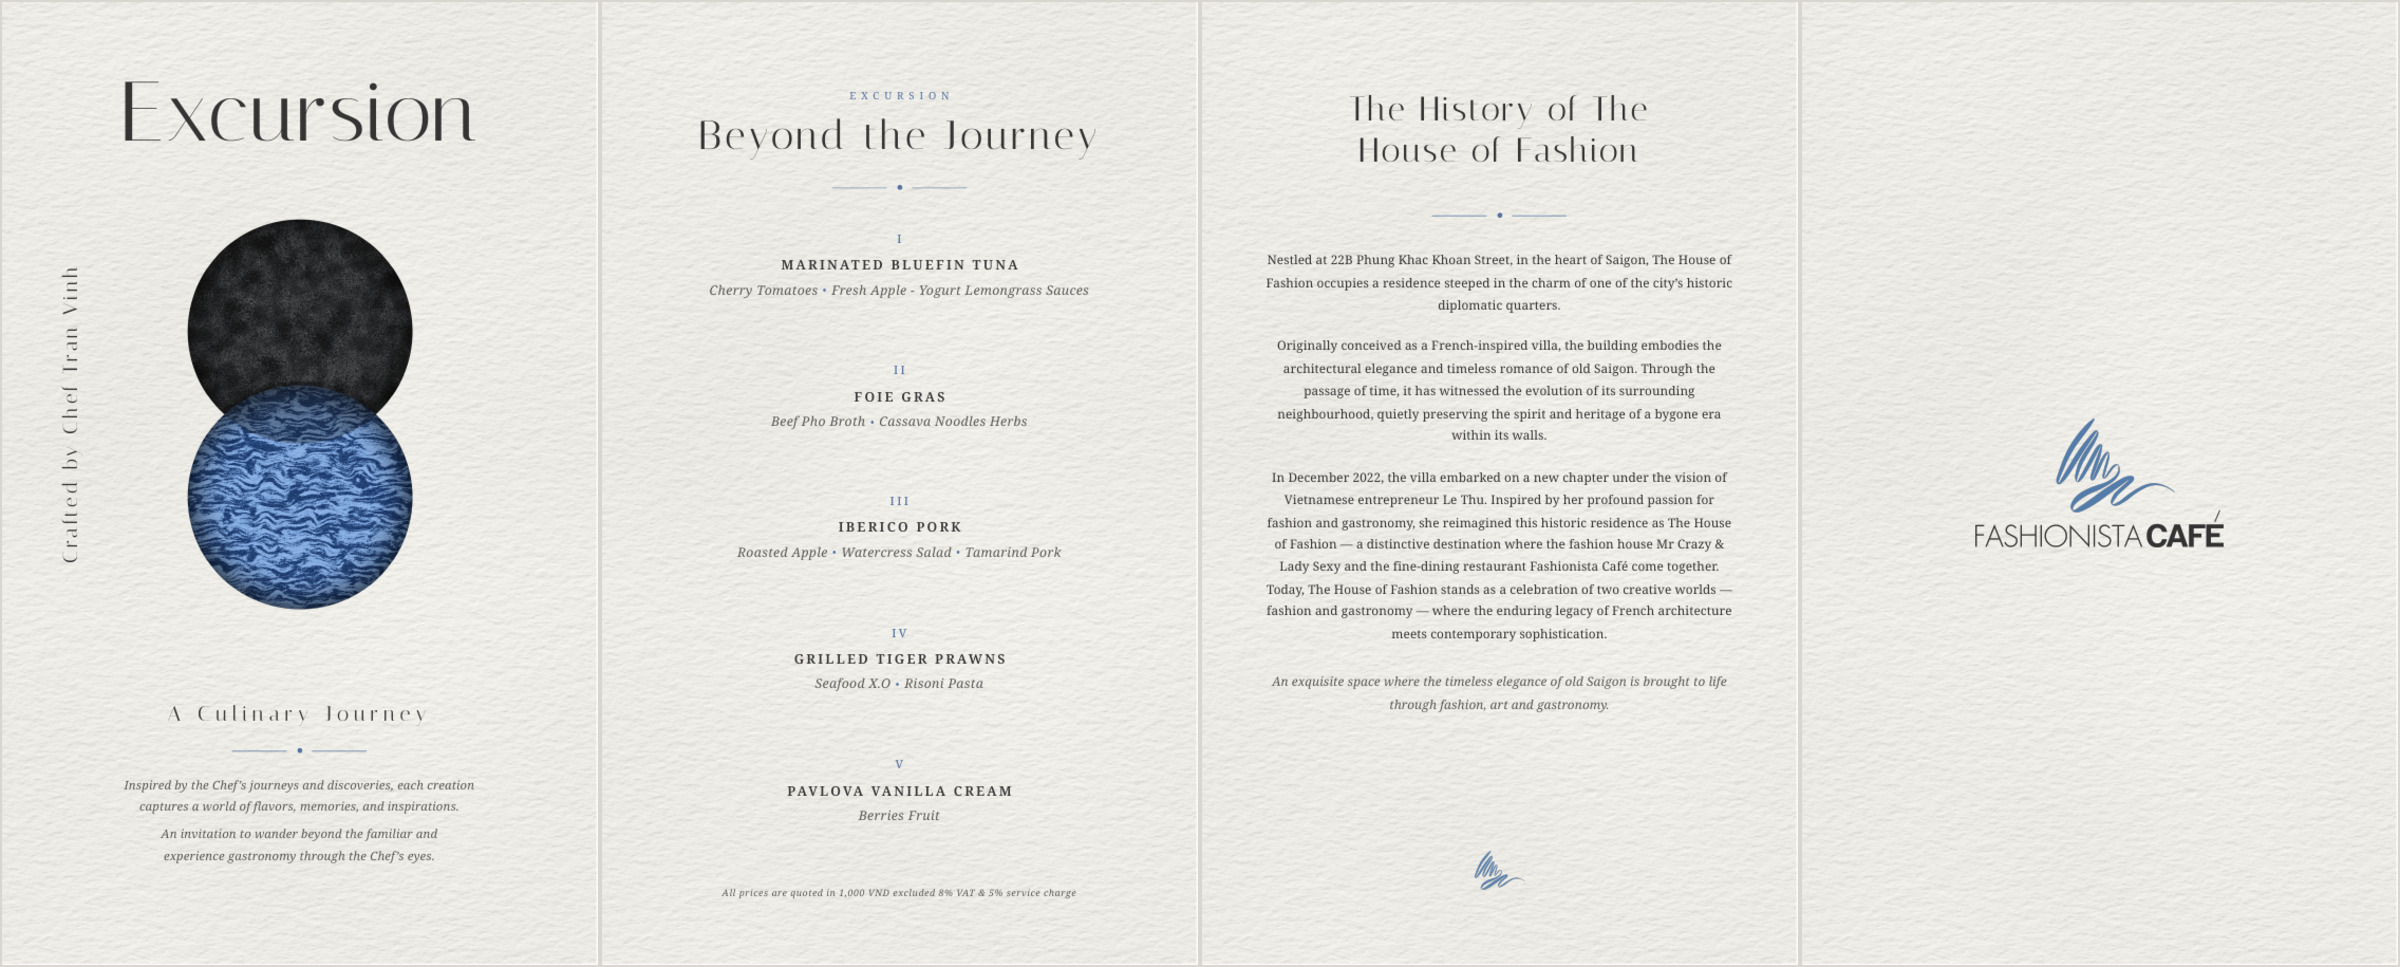 Excursion
Crafted by Chef Tran Vinh
A Culinary Journey
Inspired by the Chef's journeys and discoveries, each creation
captures a world of flavors, memories, and inspirations.
An invitation to wander beyond the familiar and
experience gastronomy through the Chef's eyes.
EXCURSION
Beyond the Journey
I
MARINATED BLUEFIN TUNA
Cherry Tomatoes • Fresh Apple - Yogurt Lemongrass Sauces
II
FOIE GRAS
Beef Pho Broth • Cassava Noodles Herbs
III
IBERICO PORK
Roasted Apple • Watercress Salad • Tamarind Pork
IV
GRILLED TIGER PRAWNS
Seafood X.O • Risoni Pasta
V
PAVLOVA VANILLA CREAM
Berries Fruit
All prices are quoted in 1,000 VND excluded 8% VAT & 5% service charge
The History of The
House of Fashion
Nestled at 22B Phung Khac Khoan Street, in the heart of Saigon, The House of
Fashion occupies a residence steeped in the charm of one of the city's historic
diplomatic quarters.
Originally conceived as a French-inspired villa, the building embodies the
architectural elegance and timeless romance of old Saigon. Through the
passage of time, it has witnessed the evolution of its surrounding
neighbourhood, quietly preserving the spirit and heritage of a bygone era
within its walls.
In December 2022, the villa embarked on a new chapter under the vision of
Vietnamese entrepreneur Le Thu. Inspired by her profound passion for
fashion and gastronomy, she reimagined this historic residence as The House
of Fashion — a distinctive destination where the fashion house Mr Crazy &
Lady Sexy and the fine-dining restaurant Fashionista Café come together.
Today, The House of Fashion stands as a celebration of two creative worlds —
fashion and gastronomy — where the enduring legacy of French architecture
meets contemporary sophistication.
An exquisite space where the timeless elegance of old Saigon is brought to life
through fashion, art and gastronomy.
FASHIONISTA CAFÉ